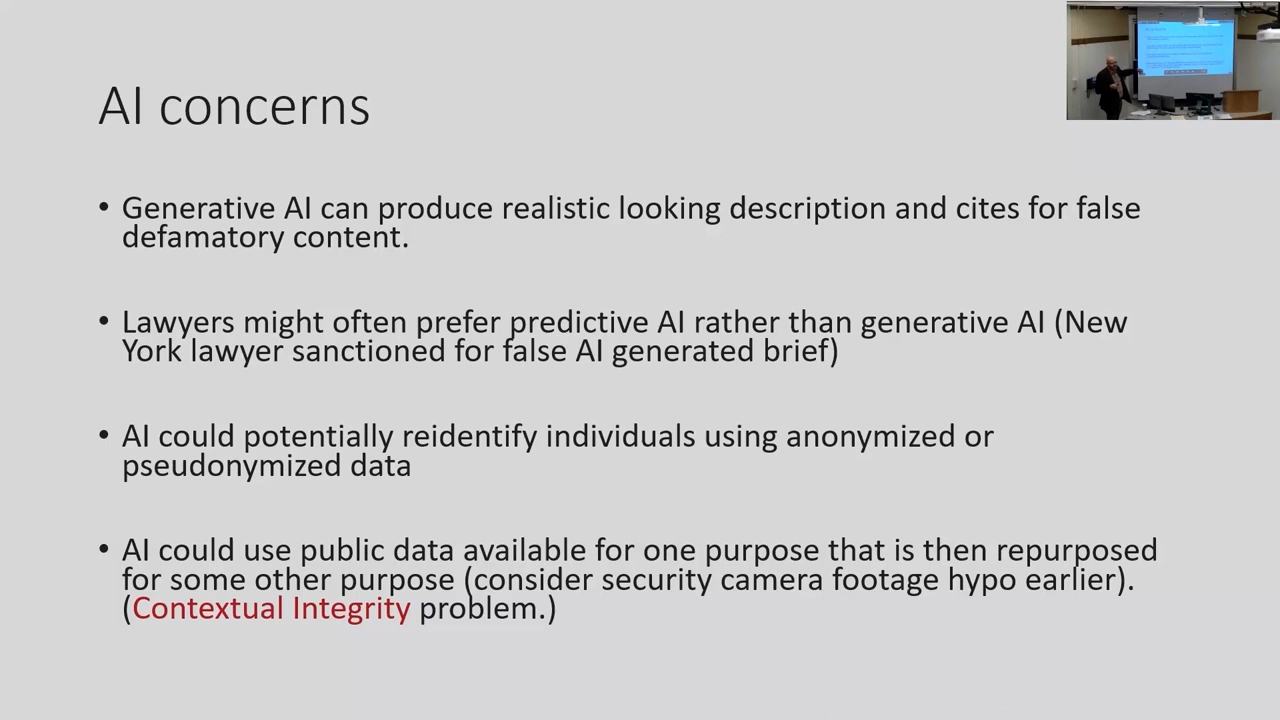 AI concerns
• Generative AI can produce realistic looking description and cites for false
defamatory content.
• Lawyers might often prefer predictive AI rather than generative AI (New
York lawyer sanctioned for false AI generated brief)
• AI could potentially reidentify individuals using anonymized or
pseudonymized data
• AI could use public data available for one purpose that is then repurposed
for some other purpose (consider security camera footage hypo earlier).
(Contextual Integrity problem.)